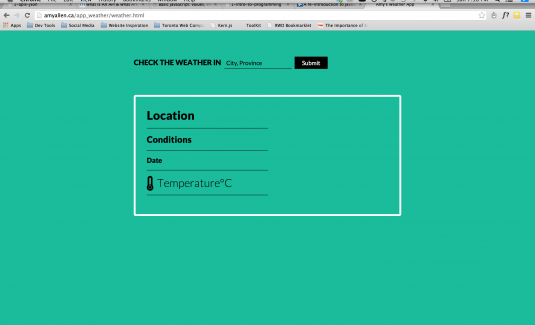 amyallen.ca/app_weather/weather.html
Apps Dev Tools Social Media Website Inspiration Toronto Web Comp Kern.js ToolKit RWD Bookmarklet The Importance of
CHECK THE WEATHER IN City, Province Submit
Location
Conditions
Date
Temperature°C